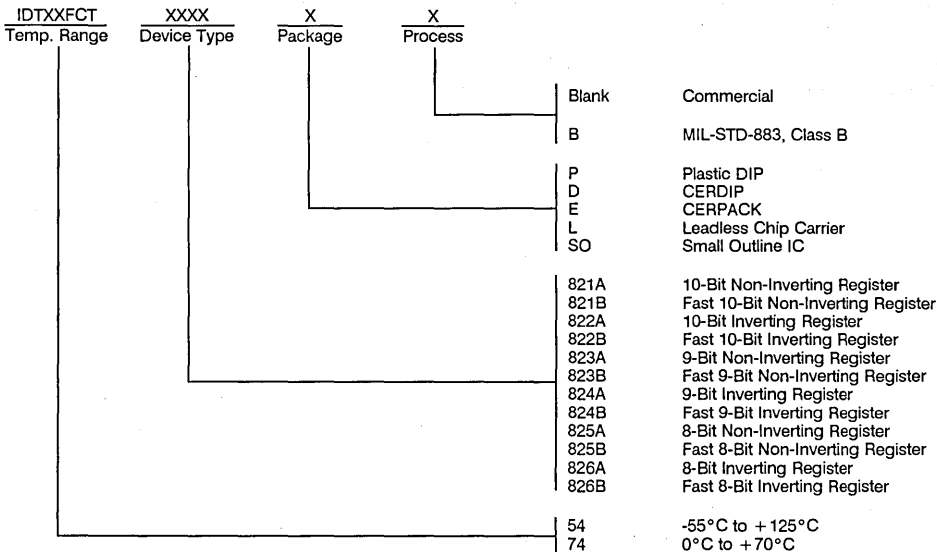 IDTXXFCT XXXX X X
Temp. Range Device Type Package Process
Blank Commercial
B MIL-STD-883, Class B
P Plastic DIP
D CERDIP
E CERPACK
L Leadless Chip Carrier
SO Small Outline IC
821A 10-Bit Non-Inverting Register
821B Fast 10-Bit Non-Inverting Register
822A 10-Bit Inverting Register
822B Fast 10-Bit Inverting Register
823A 9-Bit Non-Inverting Register
823B Fast 9-Bit Non-Inverting Register
824A 9-Bit Inverting Register
824B Fast 9-Bit Inverting Register
825A 8-Bit Non-Inverting Register
825B Fast 8-Bit Non-Inverting Register
826A 8-Bit Inverting Register
826B Fast 8-Bit Inverting Register
54 -55°C to +125°C
74 0°C to +70°C